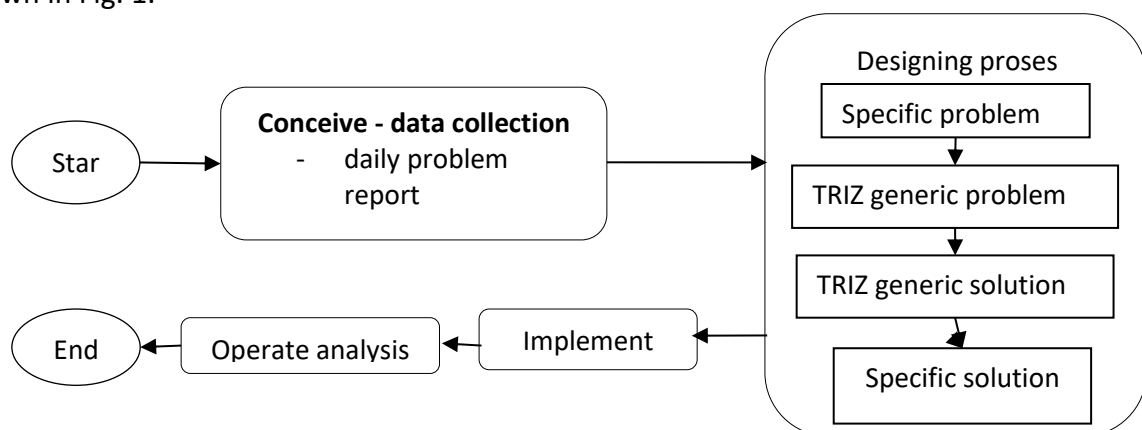 wn in Fig. 1.
Star
Conceive - data collection
- daily problem
report
Designing proses
Specific problem
TRIZ generic problem
TRIZ generic solution
Specific solution
Implement
Operate analysis
End